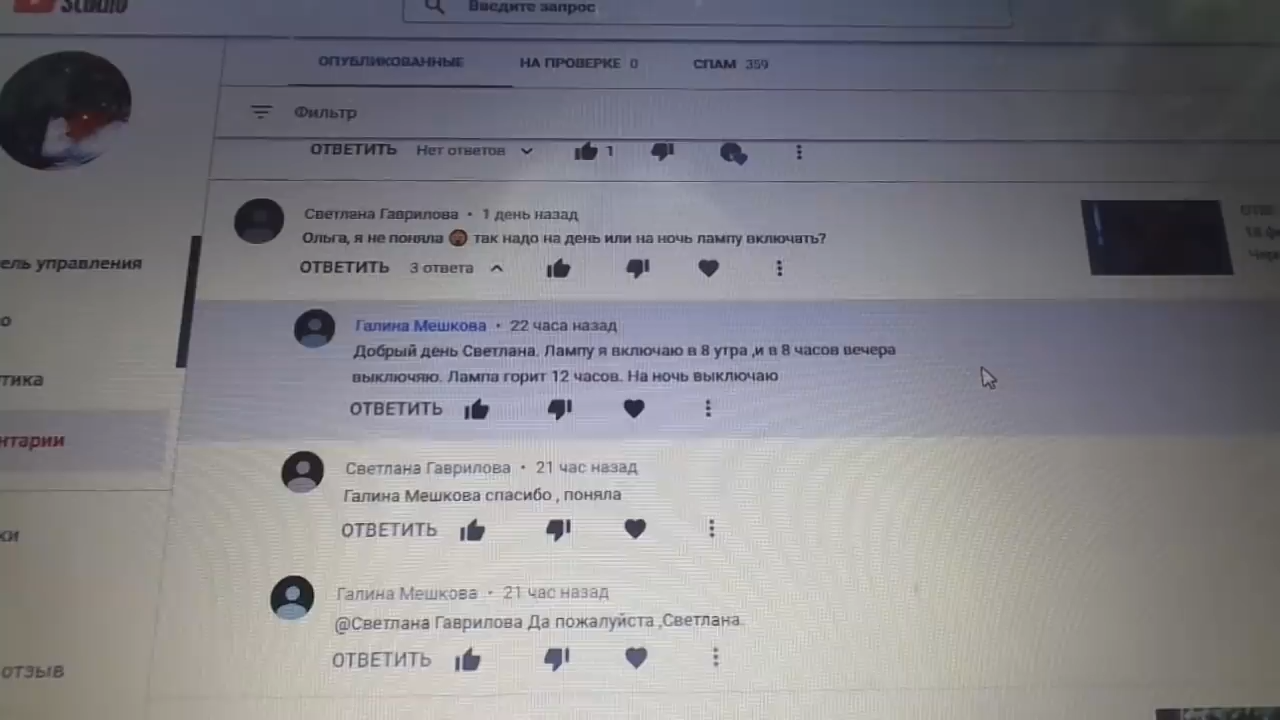 STUDIO
Введите запрос
ОПУБЛИКОВАННЫЕ НА ПРОВЕРКЕ 0 СПАМ 359
Фильтр
ОТВЕТИТЬ Нет ответов 1
Светлана Гаврилова • 1 день назад
Ольга, я не поняла так надо на день или на ночь лампу включать?
ОТВЕТИТЬ 3 ответа
ель управления
Галина Мешкова • 22 часа назад
Добрый день Светлана. Лампу я включаю в 8 утра ,и в 8 часов вечера
выключяю. Лампа горит 12 часов. На ночь выключаю
ОТВЕТИТЬ
тика
нтарии
Светлана Гаврилова • 21 час назад
Галина Мешкова спасибо , поняла
ОТВЕТИТЬ
ки
Галина Мешкова • 21 час назад
@Светлана Гаврилова Да пожалуйста ,Светлана.
ОТВЕТИТЬ
отзыв